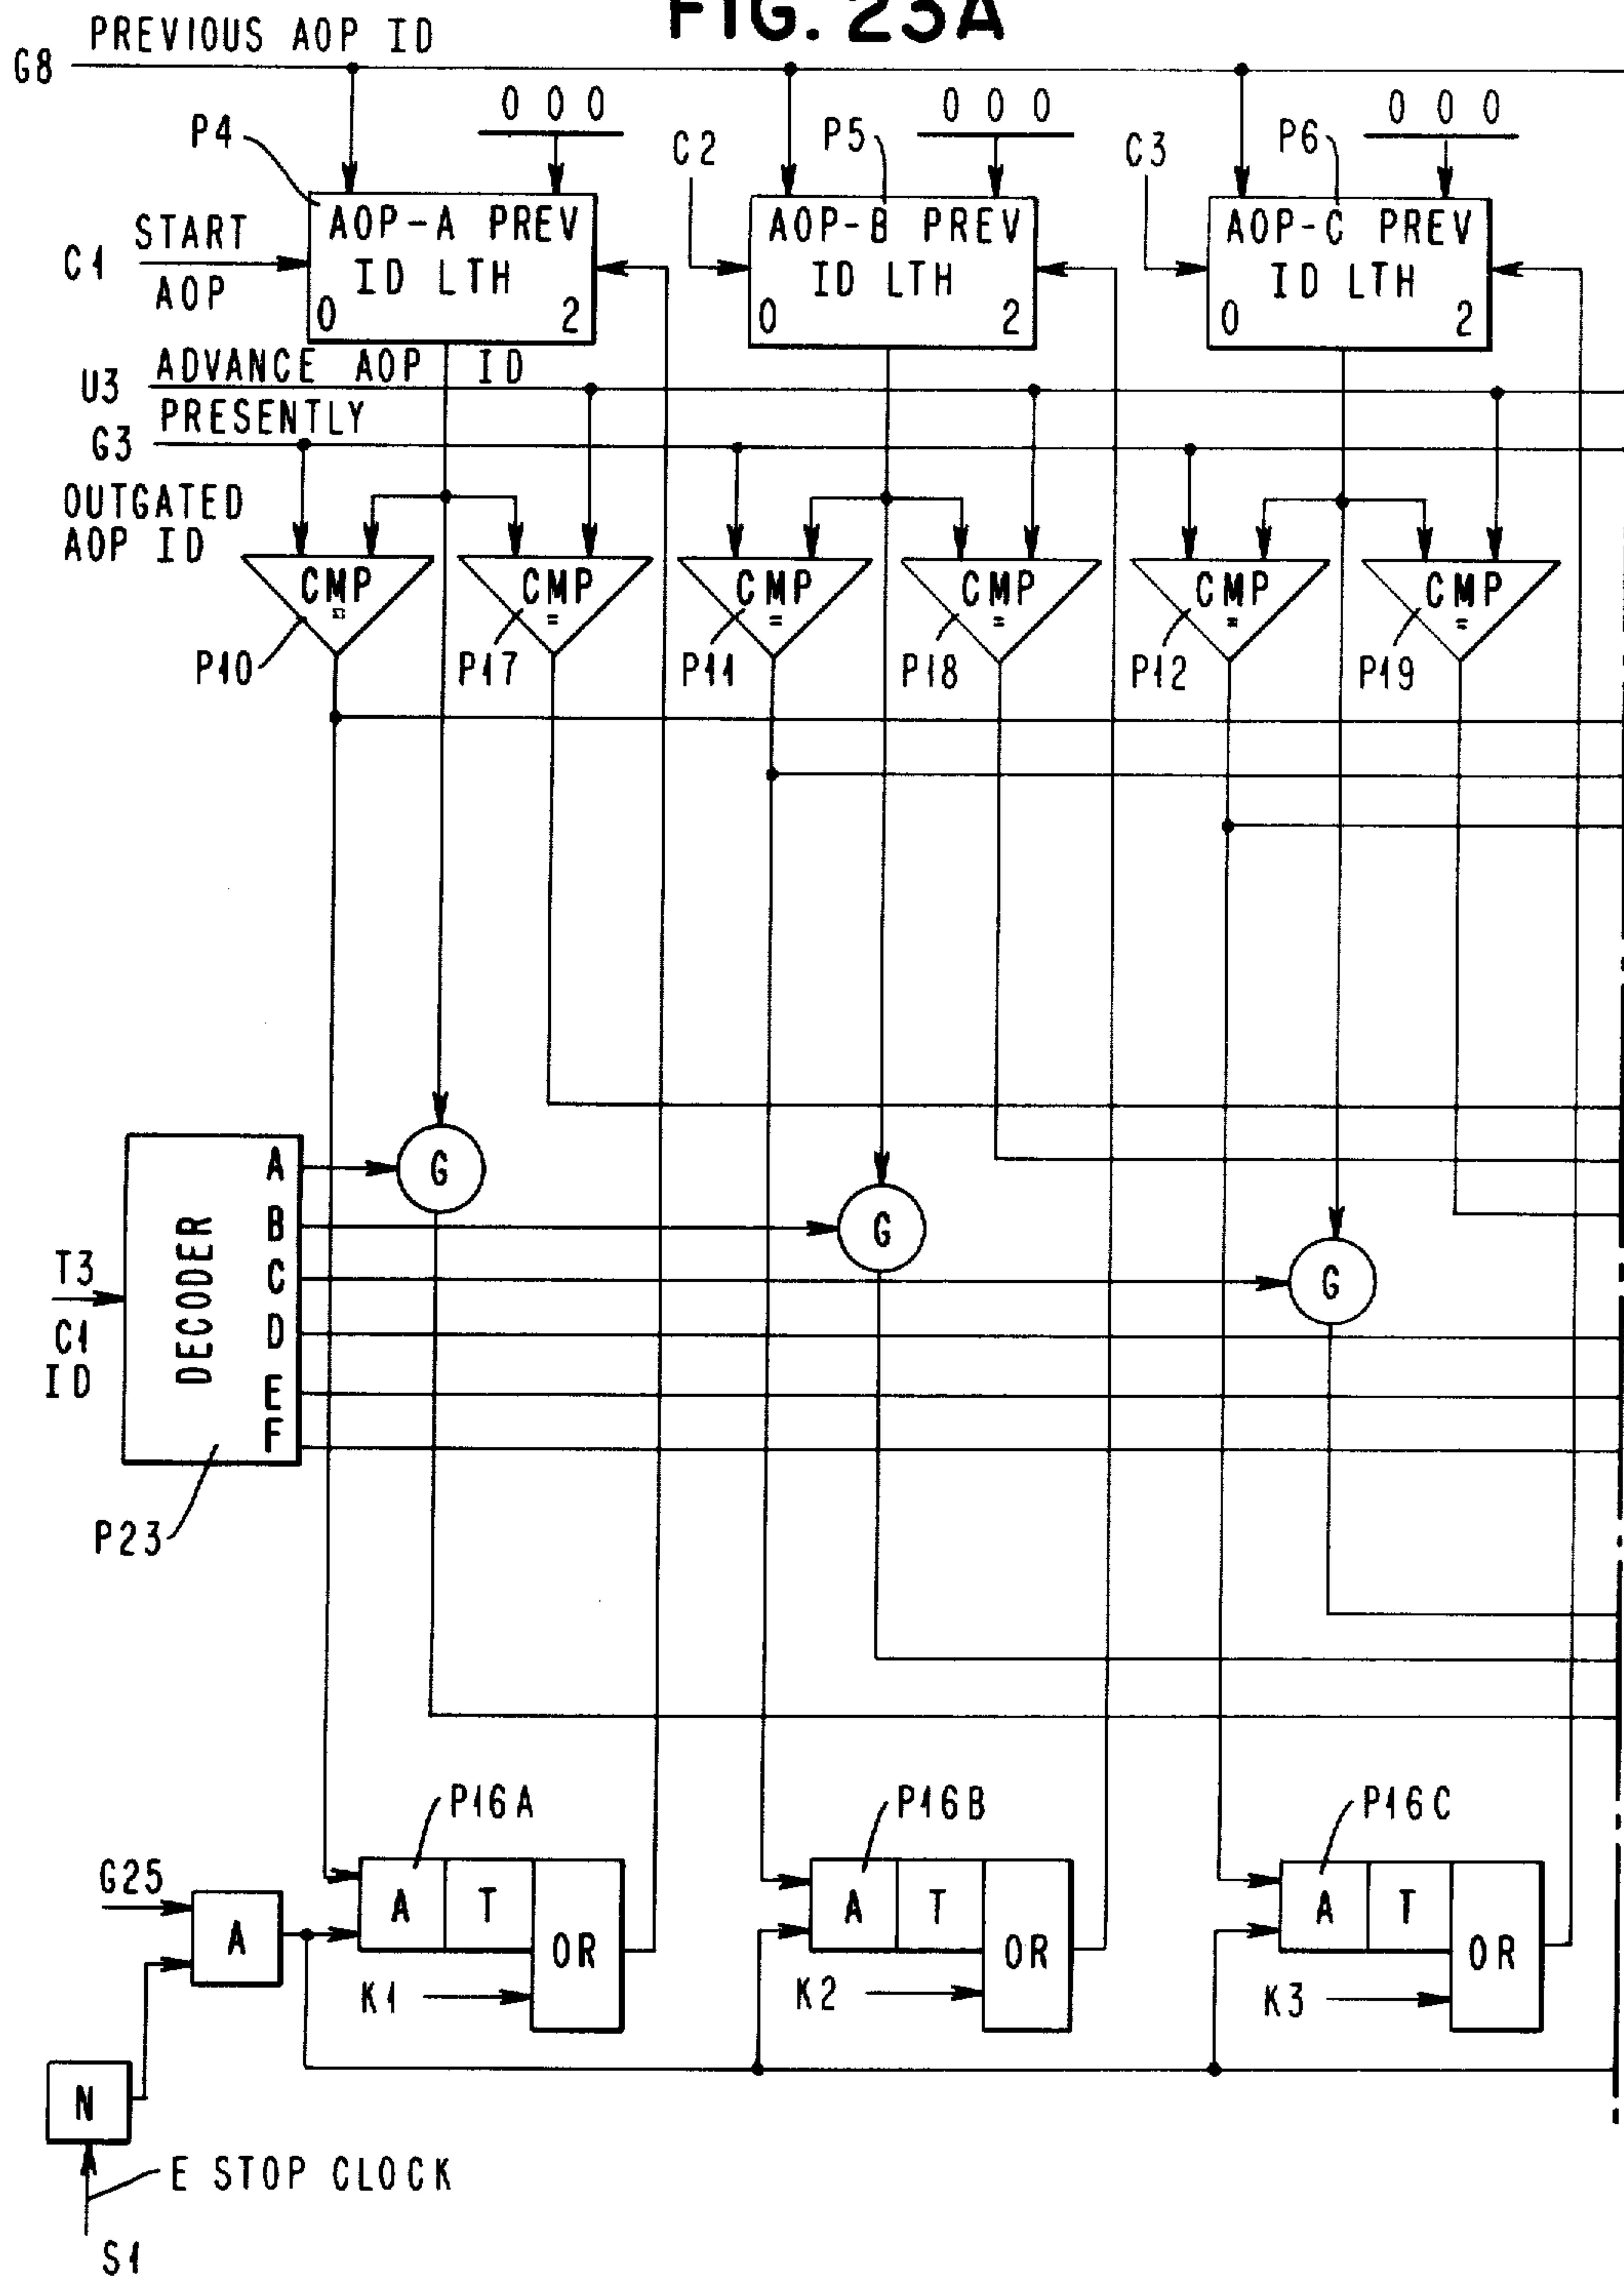 FIG. 23A
PREVIOUS AOP ID
G8
0 0 0
0 0 0
0 0 0
P4
C2
P5
C3
P6
C1
START
AOP
AOP-A PREV
ID LTH
0 2
AOP-B PREV
ID LTH
0 2
AOP-C PREV
ID LTH
0 2
U3
ADVANCE AOP ID
G3
PRESENTLY
OUTGATED
AOP ID
CMP
=
CMP
=
CMP
=
CMP
=
CMP
=
CMP
=
P10
P17
P11
P18
P12
P19
T3
C1
ID
DECODER
A
B
C
D
E
F
G
G
G
P23
P16A
P16B
P16C
G25
A
A T
OR
K1
A T
OR
K2
A T
OR
K3
N
E STOP CLOCK
S1